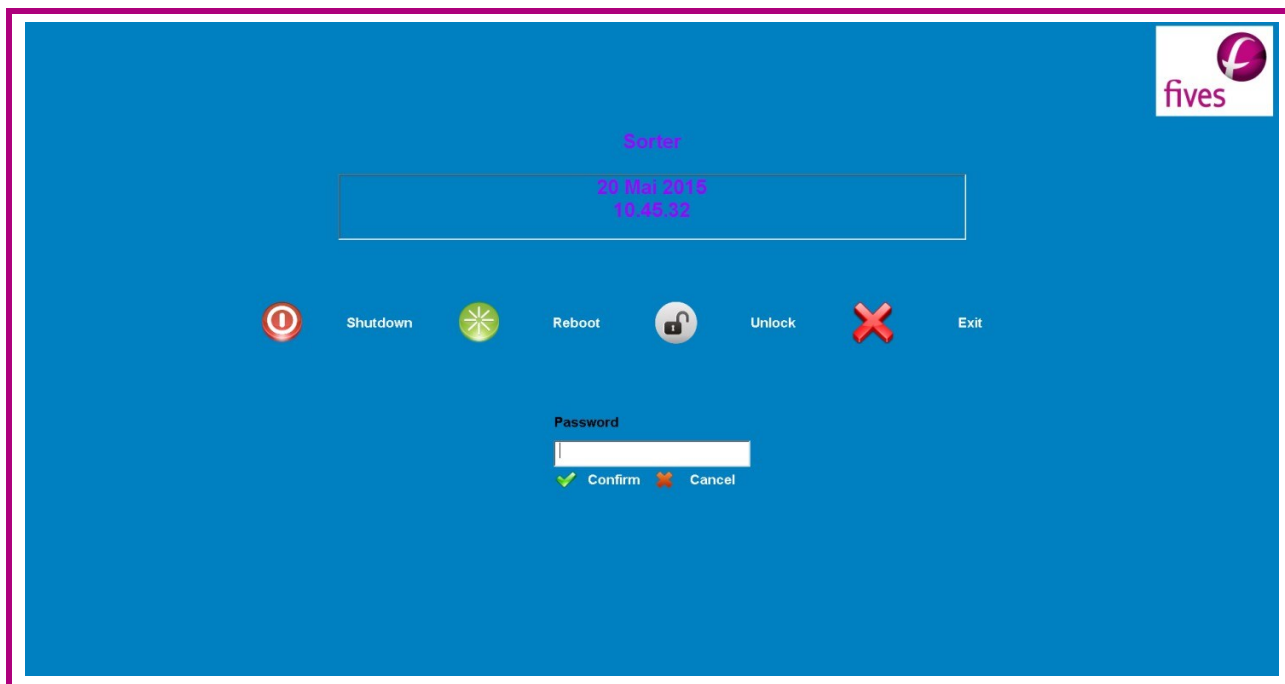 fives
Sorter
20 Mai 2015
10.45.32
Shutdown Reboot Unlock Exit
Password
Confirm Cancel